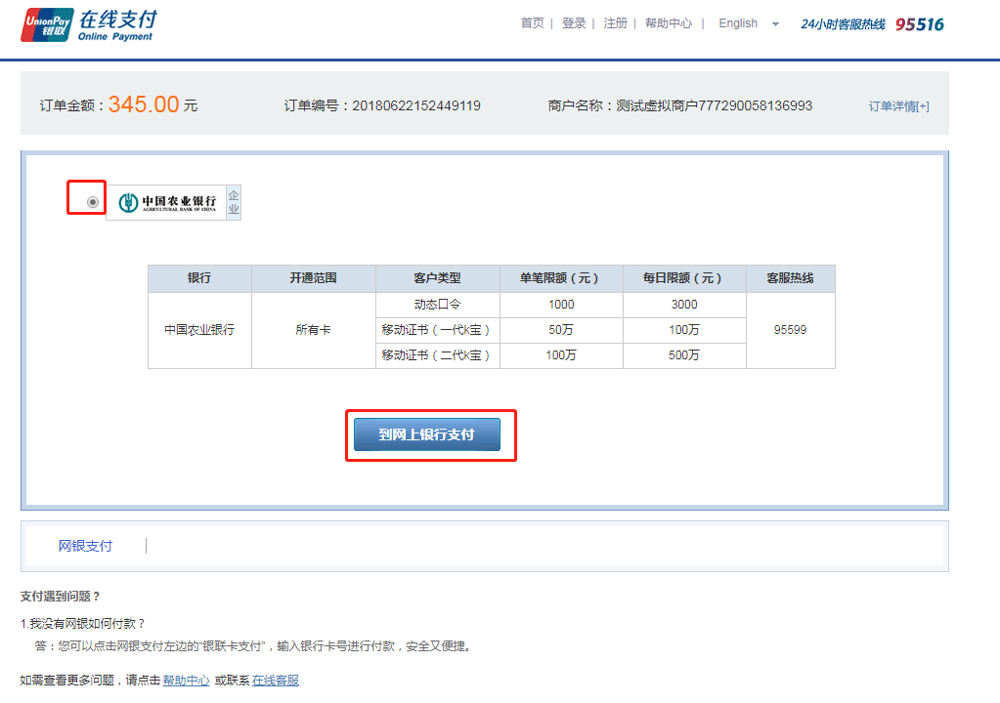 UnionPay 银联 在线支付 Online Payment
首页 | 登录 | 注册 | 帮助中心 | English 24小时客服热线 95516
订单金额：345.00 元 订单编号：20180622152449119 商户名称：测试虚拟商户777290058136993 订单详情[+]
中国农业银行 企业
AGRICULTURAL BANK OF CHINA
银行 开通范围 客户类型 单笔限额（元） 每日限额（元） 客服热线
动态口令 1000 3000
中国农业银行 所有卡 移动证书（一代k宝） 50万 100万 95599
移动证书（二代k宝） 100万 500万
到网上银行支付
网银支付
支付遇到问题？
1.我没有网银如何付款？
答：您可以点击网银支付左边的“银联卡支付”，输入银行卡号进行付款，安全又便捷。
如需查看更多问题，请点击 帮助中心 或联系 在线客服